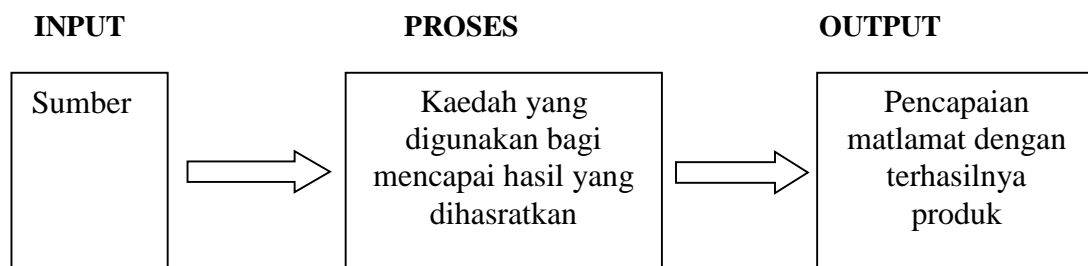 INPUT
PROSES
OUTPUT
Sumber
Kaedah yang
digunakan bagi
mencapai hasil yang
dihasratkan
Pencapaian
matlamat dengan
terhasilnya
produk